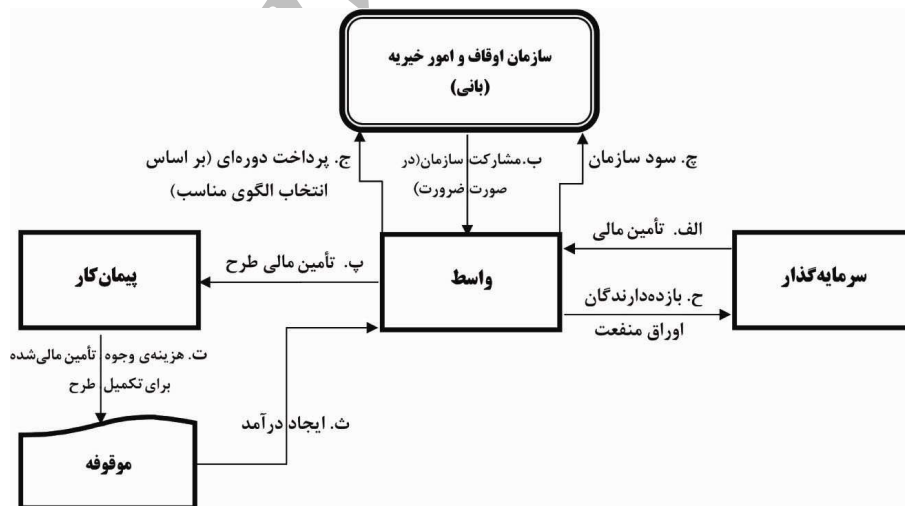 سازمان اوقاف و امور خیریه
(بانی)
ج. پرداخت دوره‌ای (بر اساس
انتخاب الگوی مناسب)
ب. مشارکت سازمان(در
صورت ضرورت)
چ. سود سازمان
پیمان‌کار
پ. تأمین مالی طرح
واسط
الف. تأمین مالی
ح. بازده‌دارندگان
اوراق منفعت
سرمایه‌گذار
ت. هزینه‌ی وجوه تأمین مالی‌شده
برای تکمیل طرح
ث. ایجاد درآمد
موقوفه